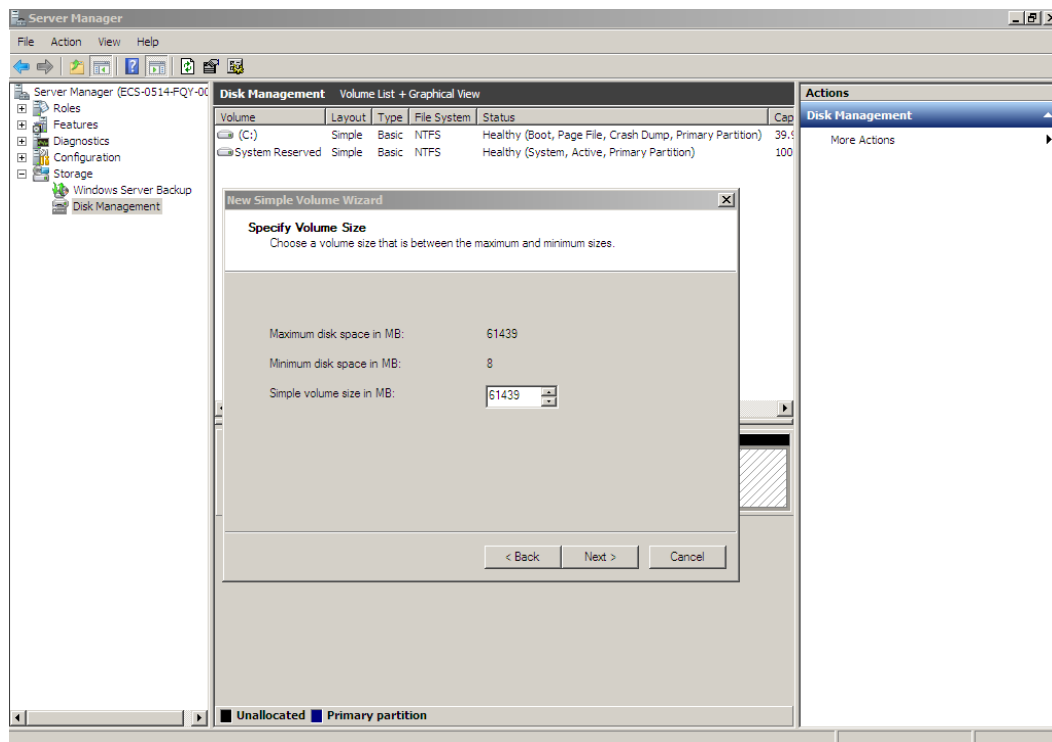 Server Manager
File Action View Help
Server Manager (ECS-0514-FQY-00
Roles
Features
Diagnostics
Configuration
Storage
Windows Server Backup
Disk Management
Disk Management Volume List + Graphical View
Volume Layout Type File System Status Cap
(C:) Simple Basic NTFS Healthy (Boot, Page File, Crash Dump, Primary Partition) 39.9
System Reserved Simple Basic NTFS Healthy (System, Active, Primary Partition) 100
New Simple Volume Wizard
Specify Volume Size
Choose a volume size that is between the maximum and minimum sizes.
Maximum disk space in MB: 61439
Minimum disk space in MB: 8
Simple volume size in MB: 61439
< Back Next > Cancel
Unallocated Primary partition
Actions
Disk Management
More Actions